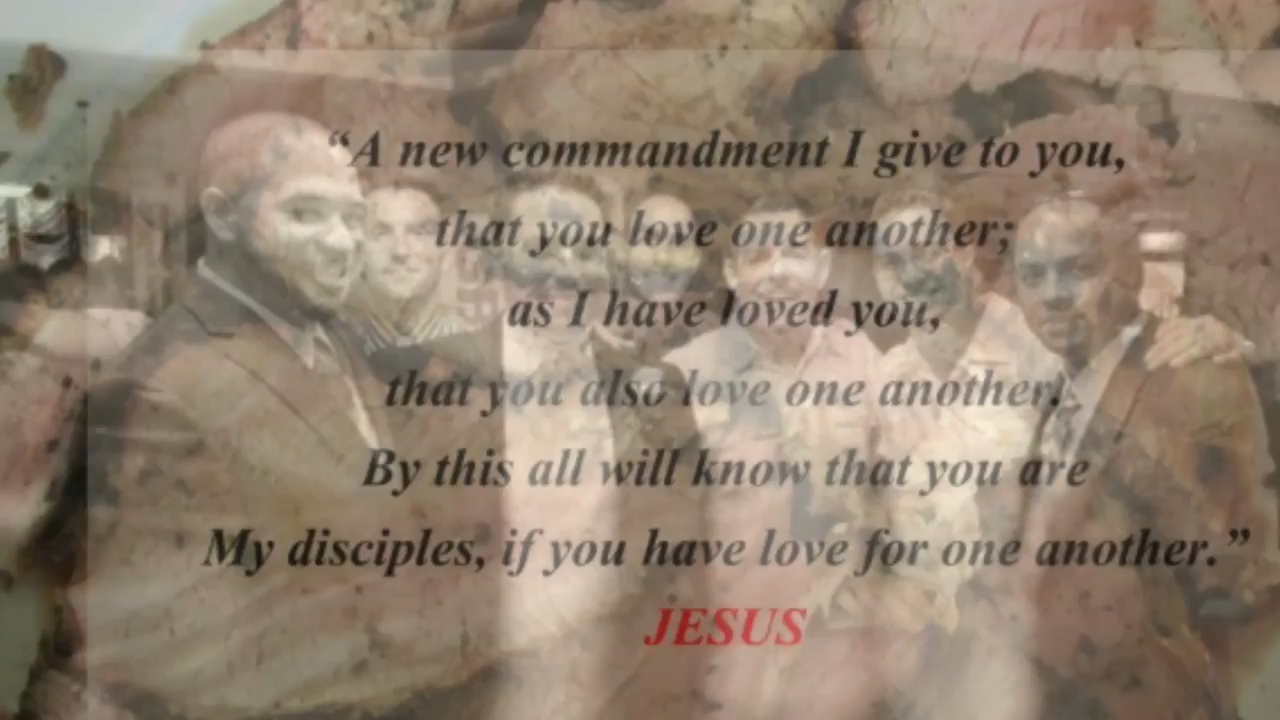 “A new commandment I give to you,
that you love one another;
as I have loved you,
that you also love one another.
By this all will know that you are
My disciples, if you have love for one another.”
JESUS